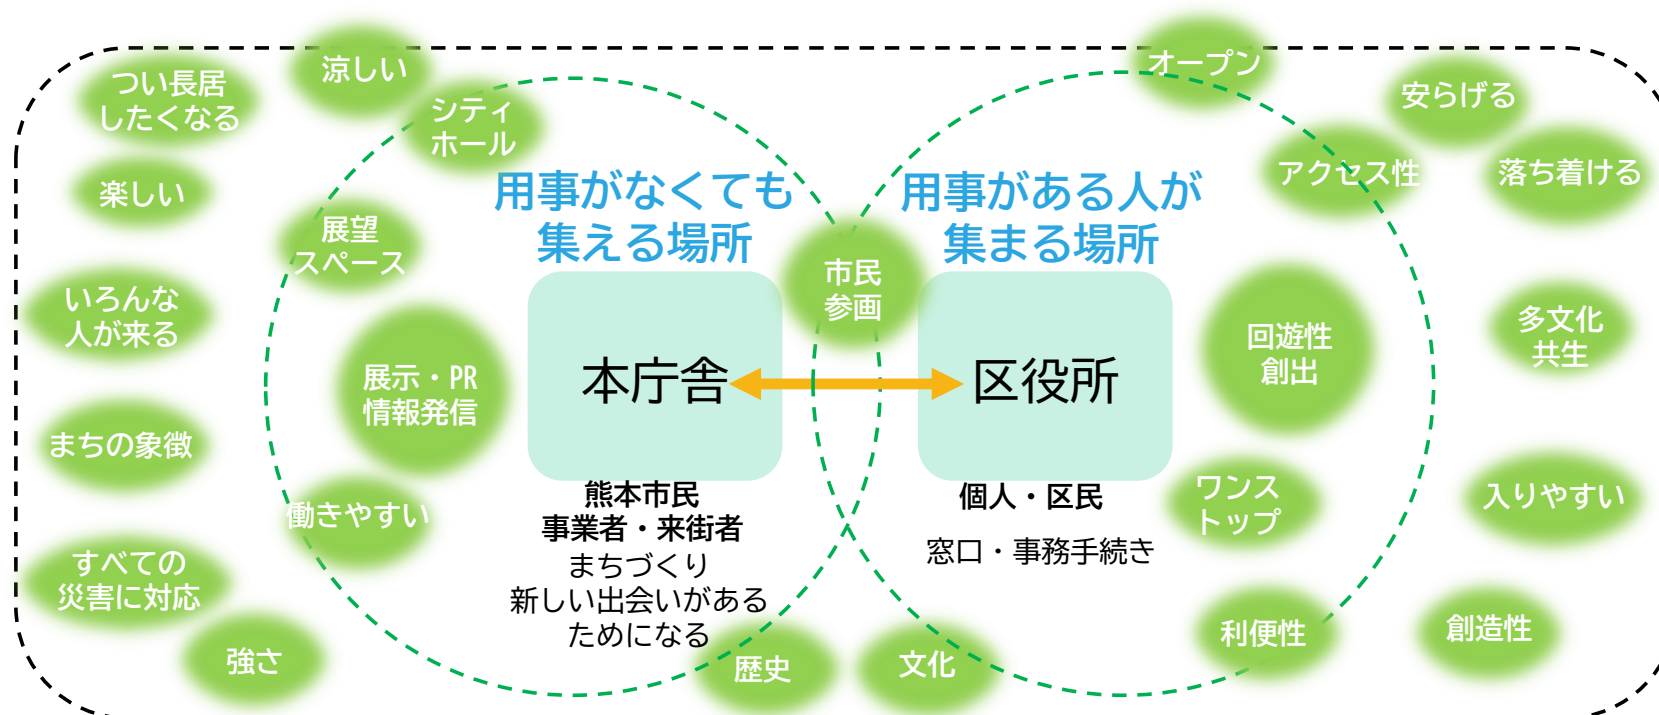 つい長居
したくなる
涼しい
シティ
ホール
オープン
安らげる
楽しい
アクセス性
落ち着ける
用事がなくても
集える場所
用事がある人が
集まる場所
展望
スペース
市民
参画
いろんな
人が来る
回遊性
創出
多文化
共生
展示・PR
情報発信
本庁舎
区役所
まちの象徴
働きやすい
熊本市民
事業者・来街者
まちづくり
新しい出会いがある
ためになる
個人・区民
窓口・事務手続き
ワンス
トップ
入りやすい
すべての
災害に対応
強さ
歴史
文化
利便性
創造性